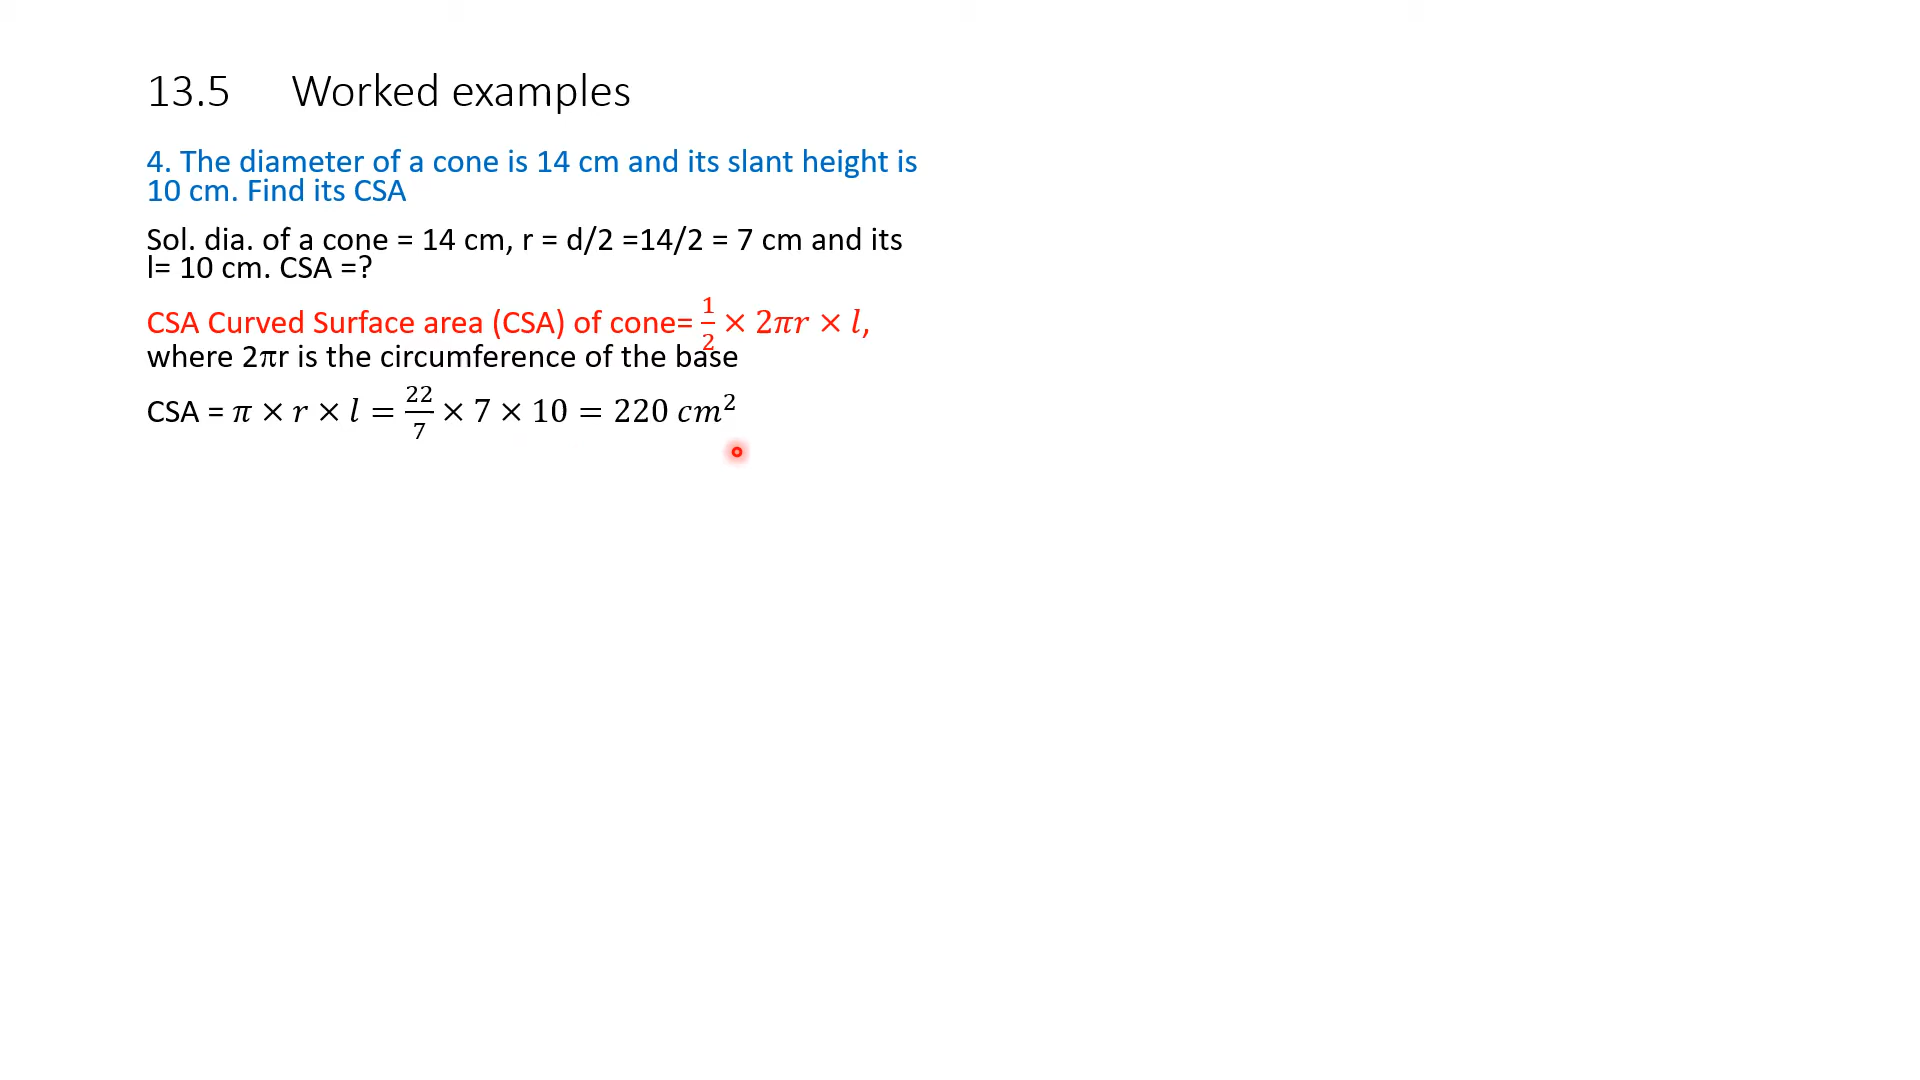 13.5 Worked examples
4. The diameter of a cone is 14 cm and its slant height is
10 cm. Find its CSA
Sol. dia. of a cone = 14 cm, r = d/2 =14/2 = 7 cm and its
l= 10 cm. CSA =?
CSA Curved Surface area (CSA) of cone= \frac{1}{2} × 2πr × l,
where 2πr is the circumference of the base
CSA = π × r × l = \frac{22}{7} × 7 × 10 = 220 cm²